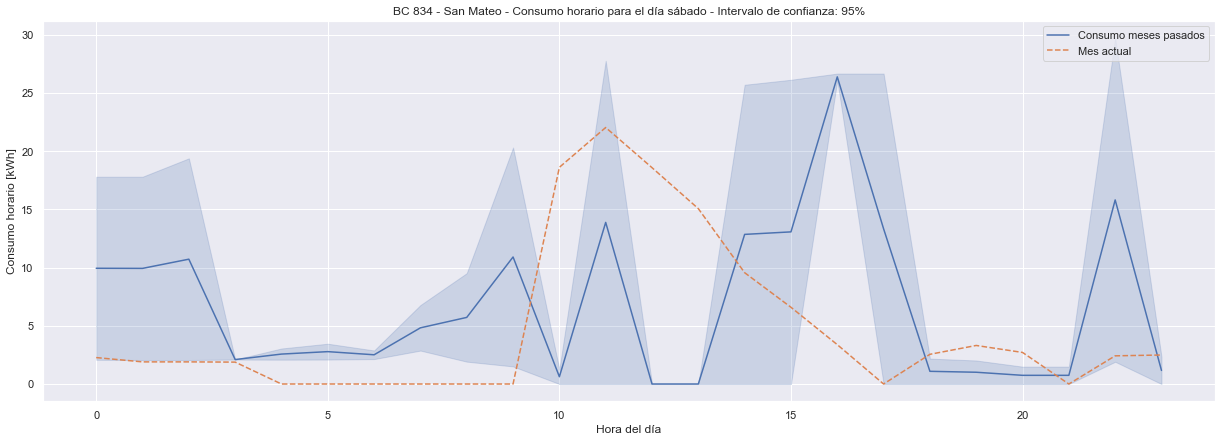 BC 834 - San Mateo - Consumo horario para el día sábado - Intervalo de confianza: 95%
Consumo meses pasados
Mes actual
Consumo horario [kWh]
30
25
20
15
10
5
0
0
5
10
15
20
Hora del día